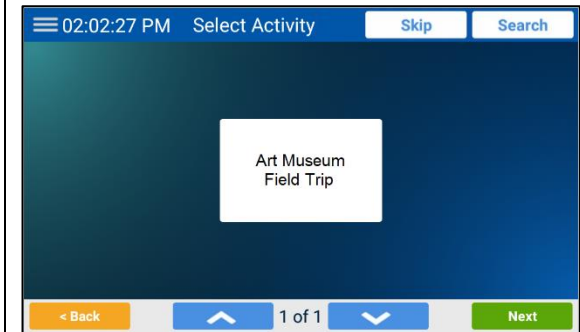 02:02:27 PM Select Activity Skip Search
Art Museum
Field Trip
< Back 1 of 1 Next